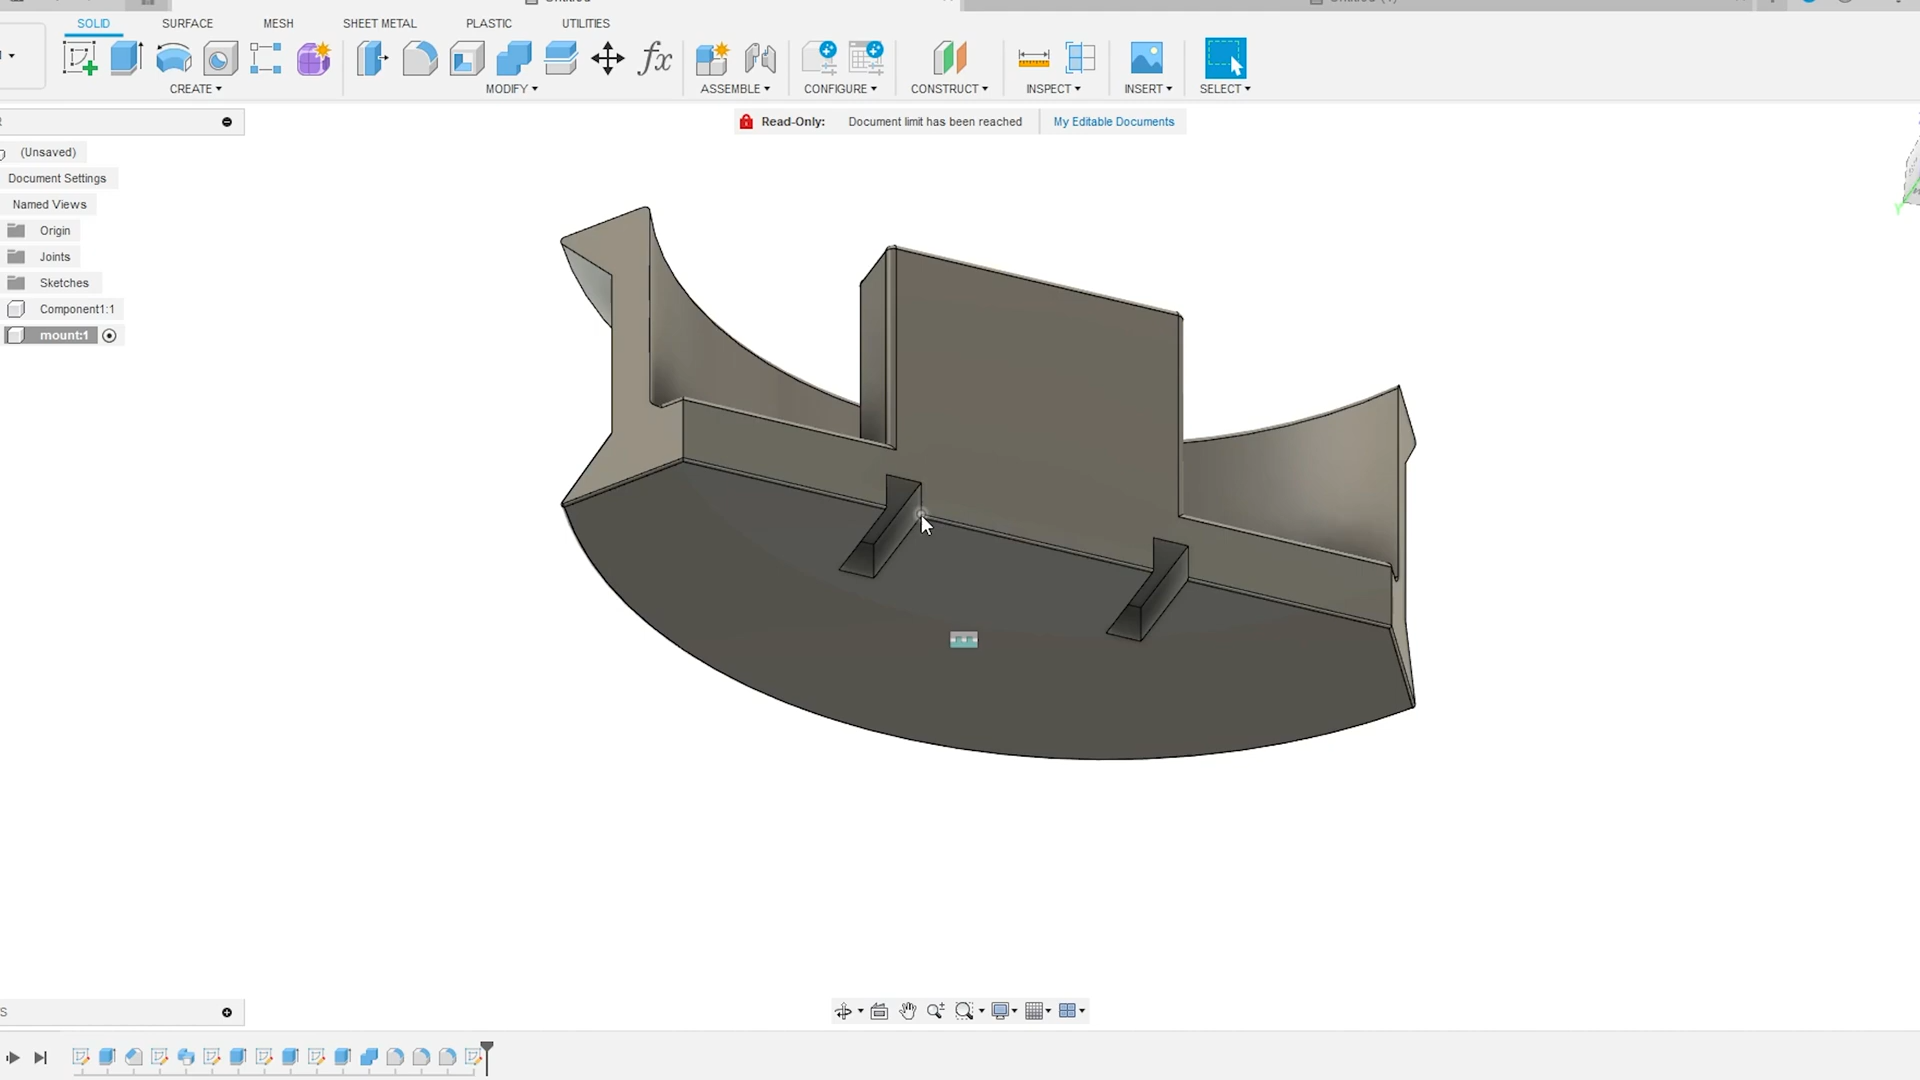 SOLID SURFACE MESH SHEET METAL PLASTIC UTILITIES
fx
CREATE MODIFY ASSEMBLE CONFIGURE CONSTRUCT INSPECT INSERT SELECT
Read-Only: Document limit has been reached My Editable Documents
(Unsaved)
Document Settings
Named Views
Origin
Joints
Sketches
Component1:1
mount:1